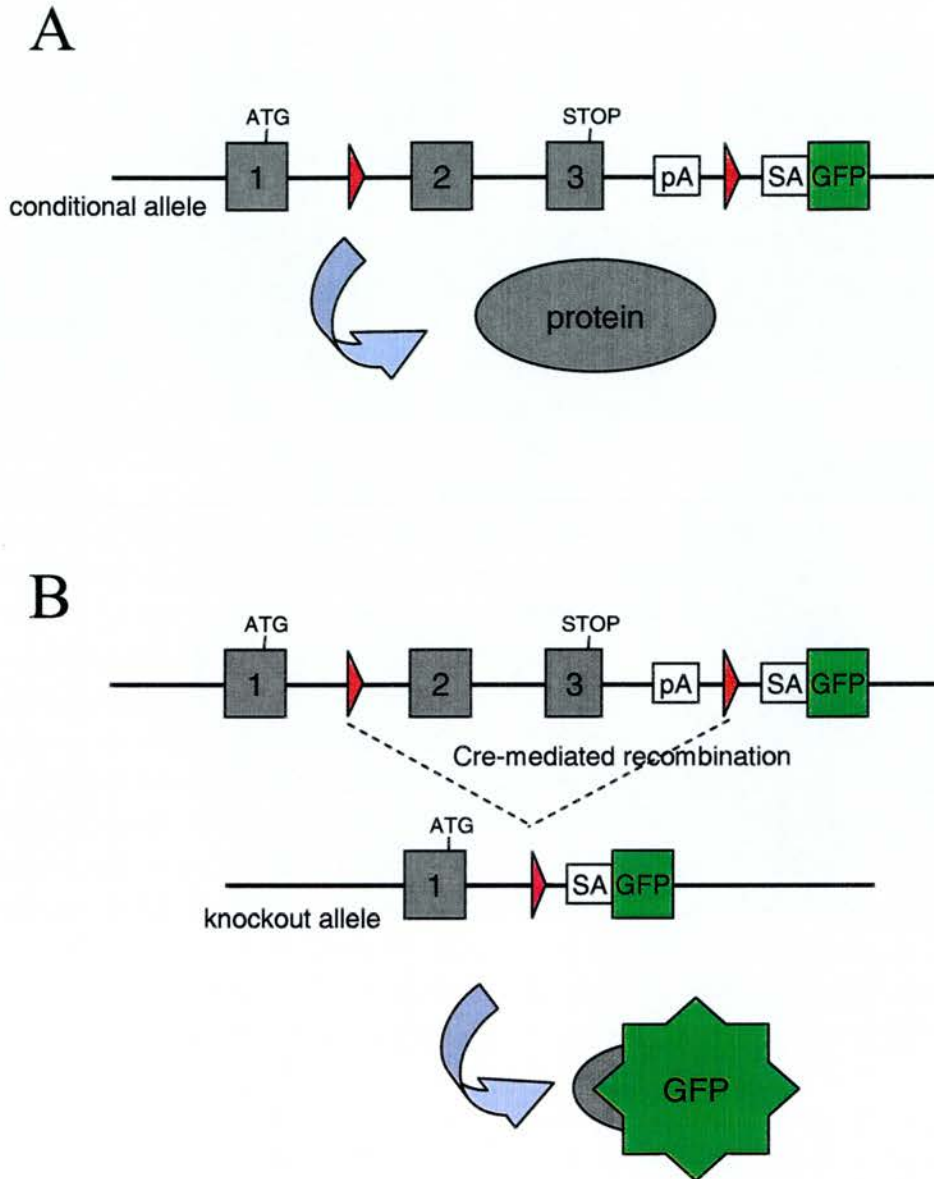 A
ATG STOP
1 2 3 pA SA GFP
conditional allele
protein
B
ATG STOP
1 2 3 pA SA GFP
Cre-mediated recombination
ATG
1 SA GFP
knockout allele
GFP